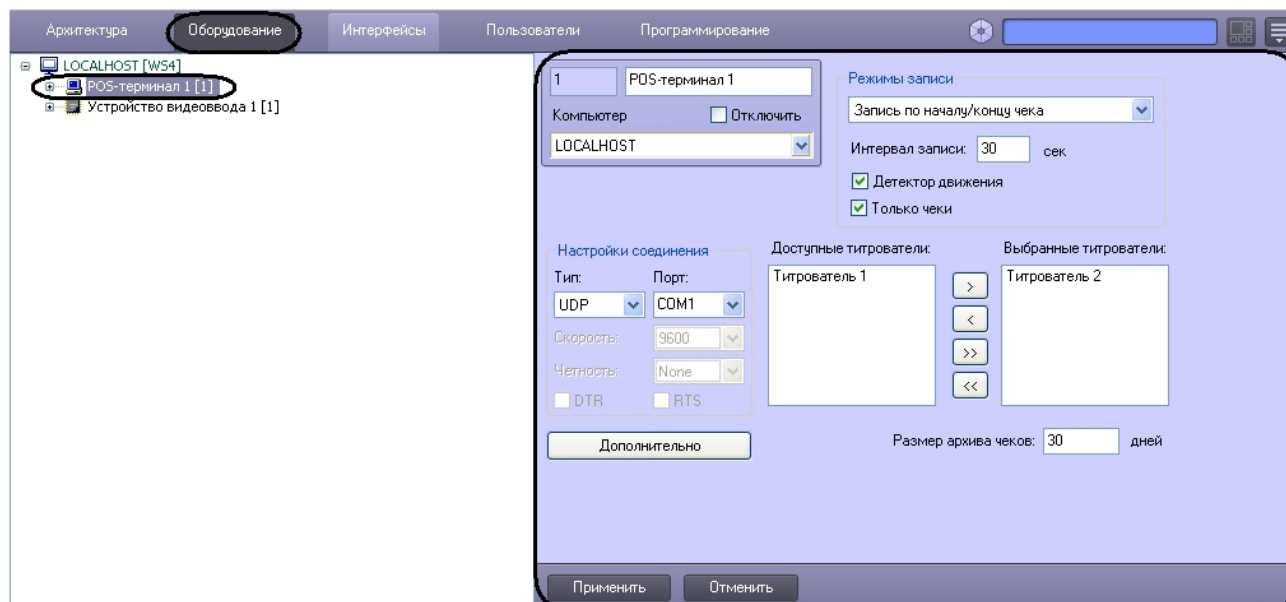 Архитектура Оборудование Интерфейсы Пользователи Программирование
LOCALHOST [WS4]
POS-терминал 1 [1]
Устройство видеоввода 1 [1]
1 POS-терминал 1
Компьютер Отключить
LOCALHOST
Режимы записи
Запись по началу/концу чека
Интервал записи: 30 сек
Детектор движения
Только чеки
Настройки соединения
Тип: Порт:
UDP COM1
Скорость: 9600
Четность: None
DTR RTS
Дополнительно
Доступные титрователи: Выбранные титрователи:
Титрователь 1 Титрователь 2
>
<
>>
<<
Размер архива чеков: 30 дней
Применить Отменить